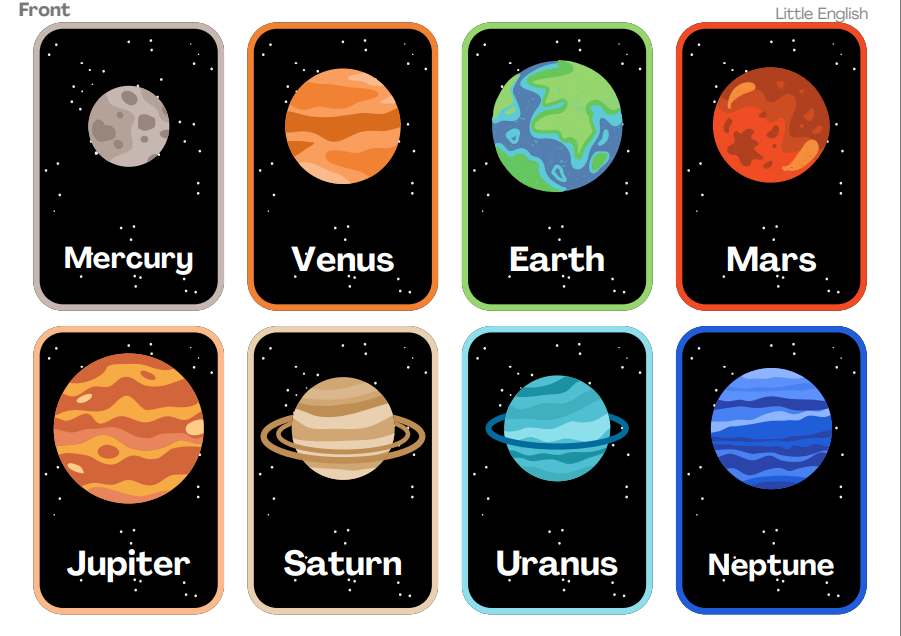 Front
Little English
Mercury
Venus
Earth
Mars
Jupiter
Saturn
Uranus
Neptune